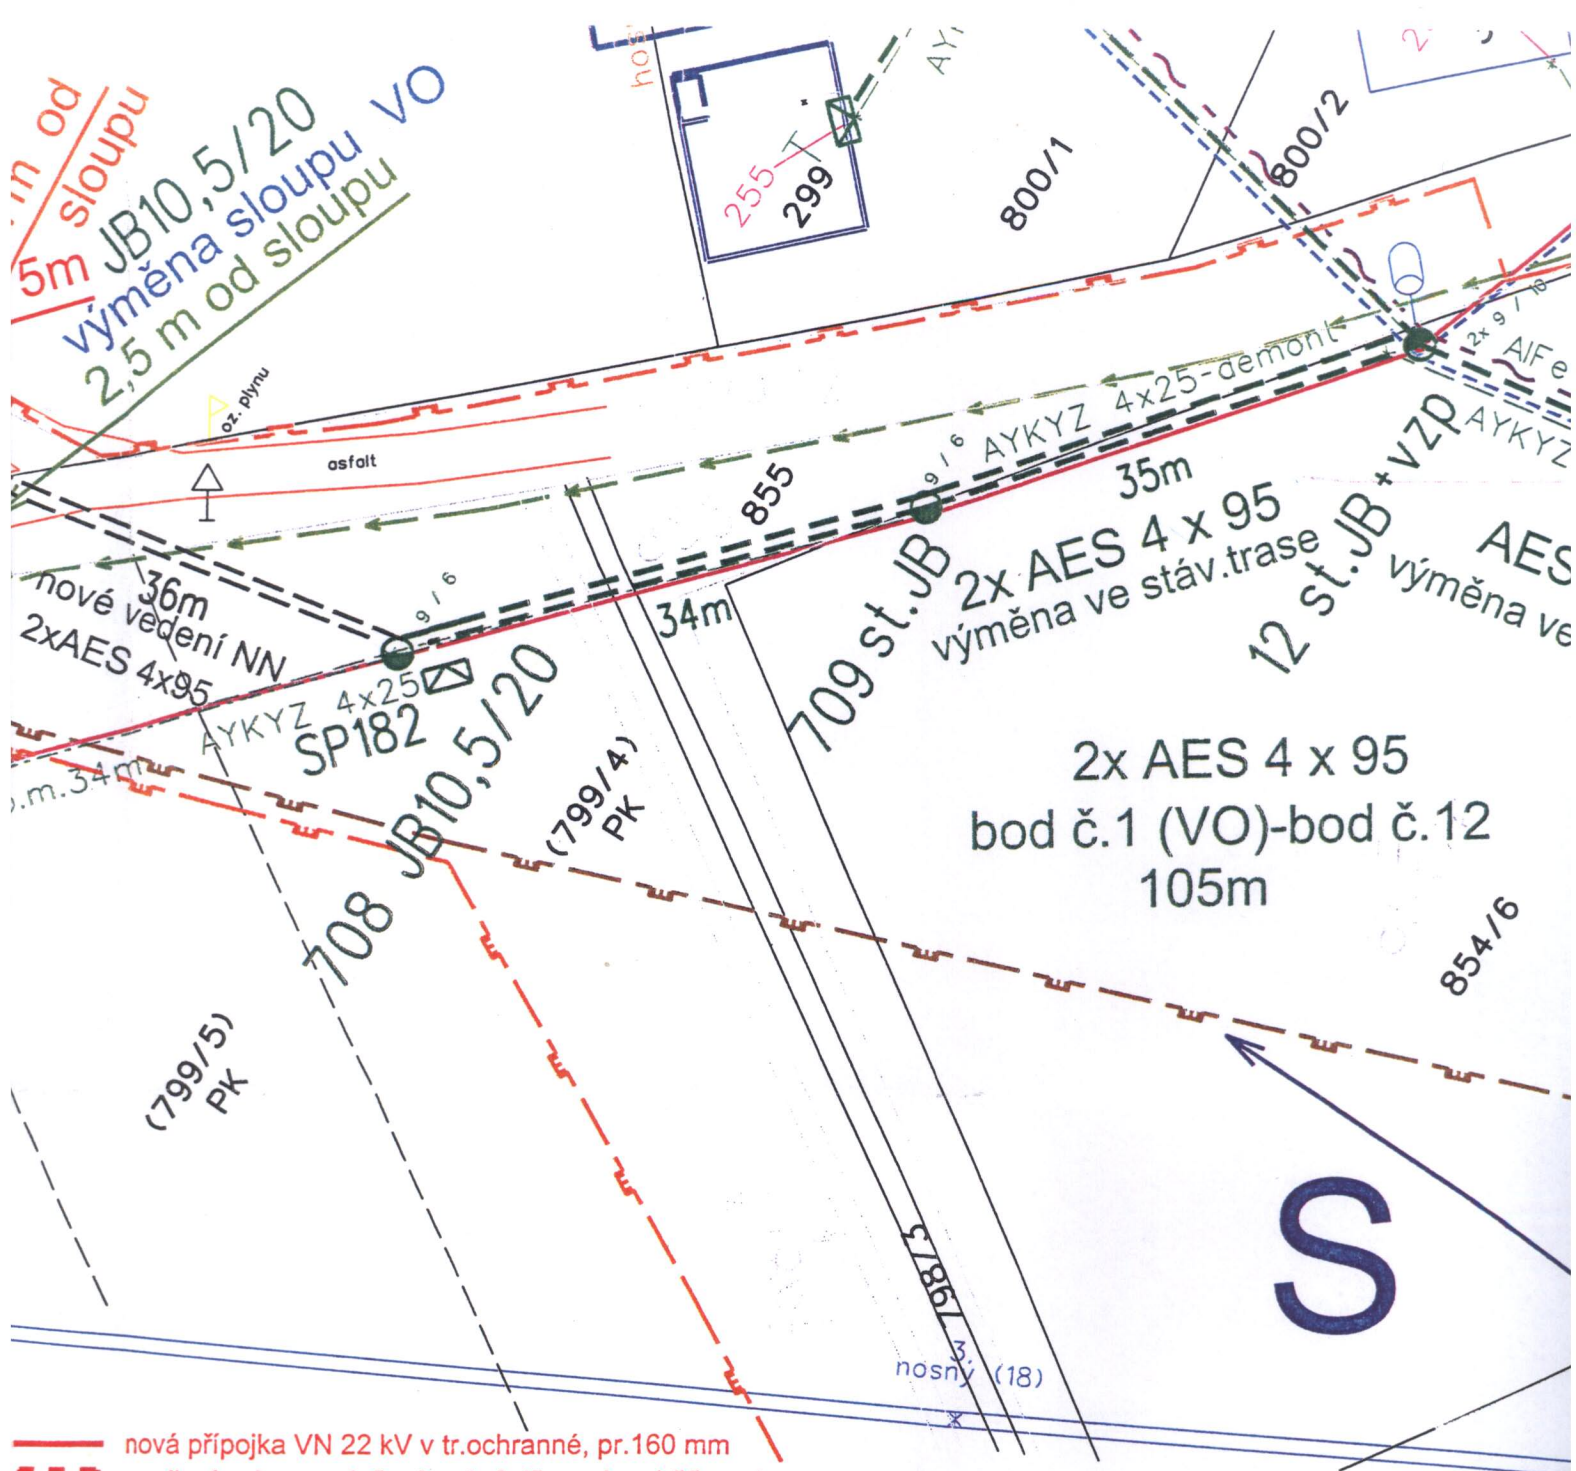 m od
sloupu
5m
JB10,5/20
výměna sloupu VO
2,5 m od sloupu
oz. plynu
asfalt
255
299
800/1
800/2
2x 9 / 10
AlFe
AYKYZ
AYKYZ 4x25-demont
9 / 6
855
35m
2x AES 4 x 95
výměna ve stáv.trase
12 st.JB+vzp
AES
výměna ve
709 st.JB
34m
9 / 6
36m
nové vedení NN
2xAES 4x95
AYKYZ 4x25
SP182
708 JB10,5/20
.m.34m
(799/4)
PK
2x AES 4 x 95
bod č.1 (VO)-bod č.12
105m
854/6
(799/5)
PK
798/3
S
3
nosný (18)
nová přípojka VN 22 kV v tr.ochranné, pr.160 mm